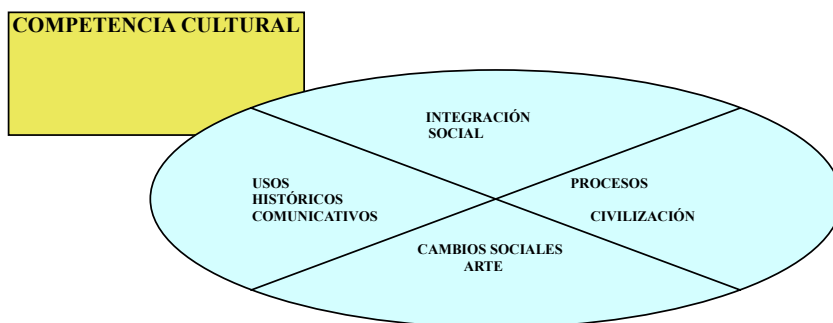 COMPETENCIA CULTURAL
INTEGRACIÓN
SOCIAL
USOS
HISTÓRICOS
COMUNICATIVOS
PROCESOS
CIVILIZACIÓN
CAMBIOS SOCIALES
ARTE